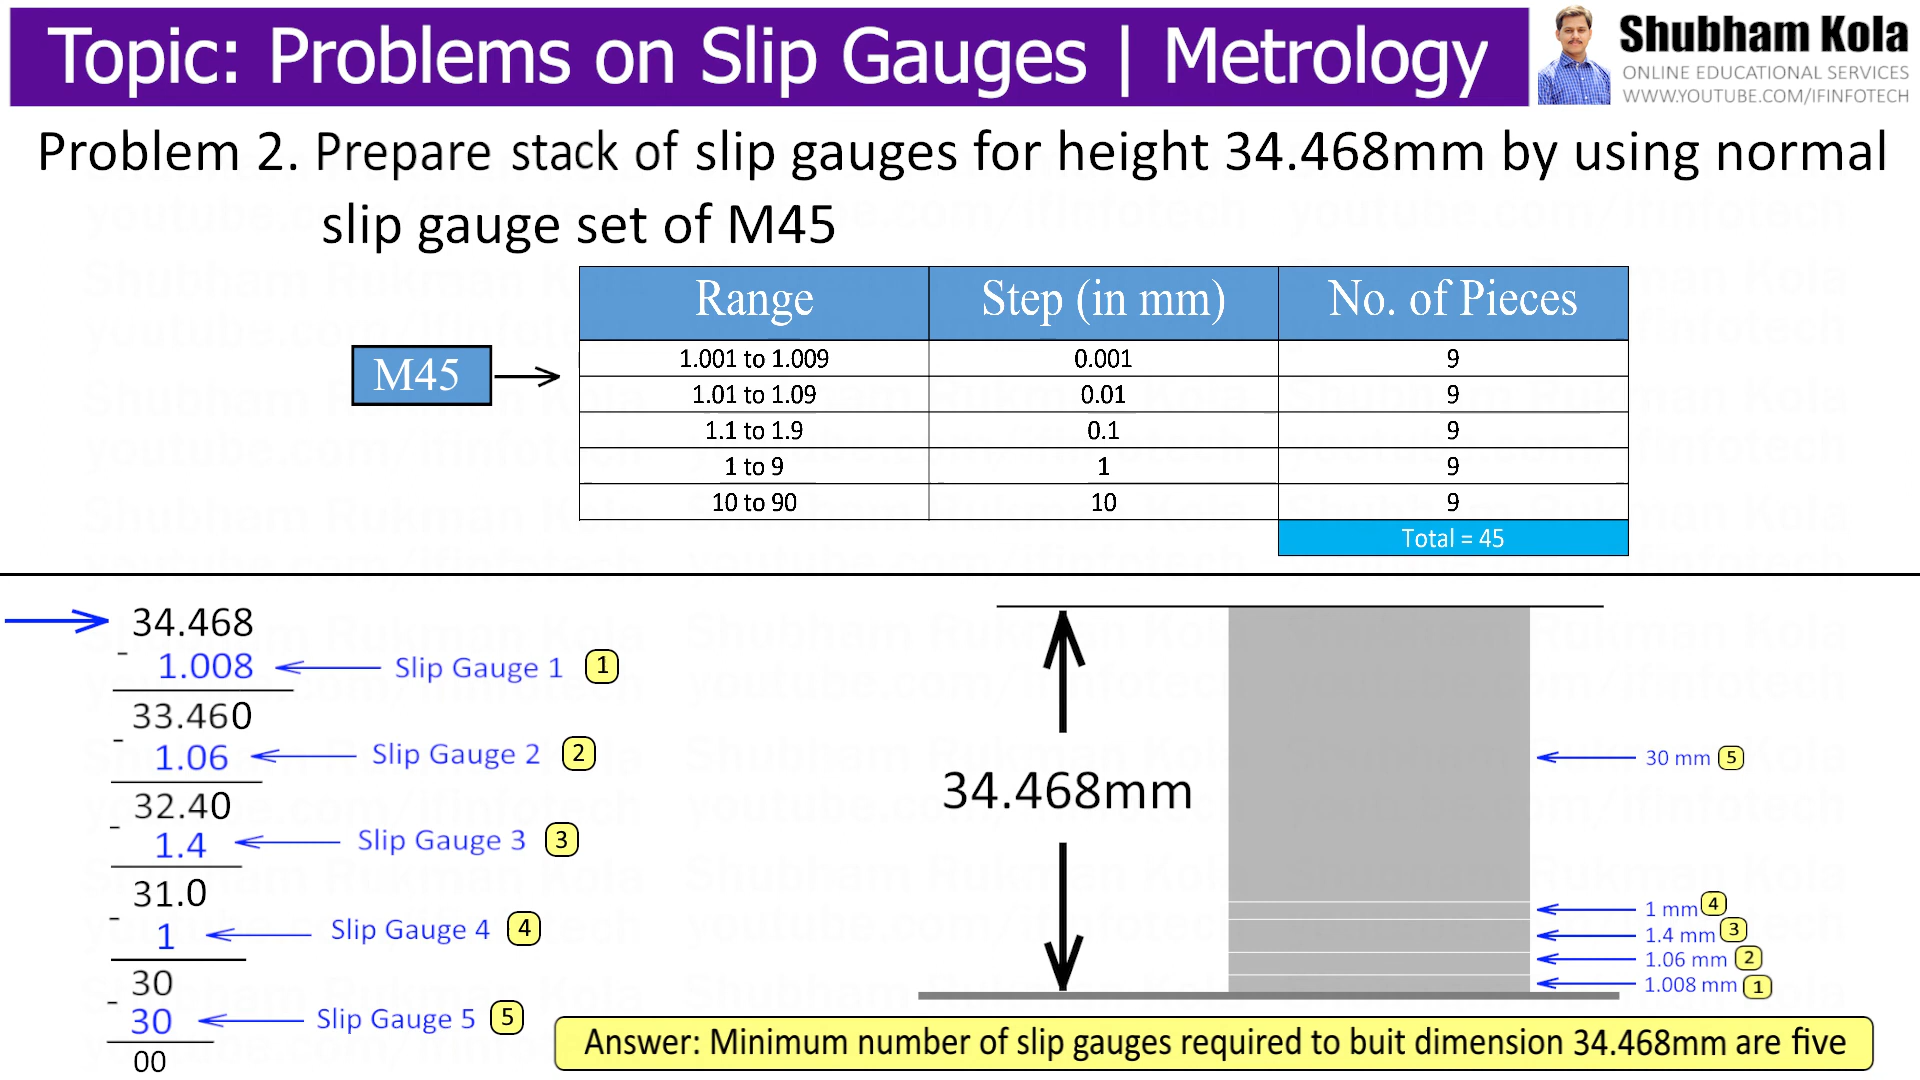 Topic: Problems on Slip Gauges | Metrology
Shubham Kola
ONLINE EDUCATIONAL SERVICES
WWW.YOUTUBE.COM/IFINFOTECH
Problem 2. Prepare stack of slip gauges for height 34.468mm by using normal
slip gauge set of M45
M45
Range Step (in mm) No. of Pieces
1.001 to 1.009 0.001 9
1.01 to 1.09 0.01 9
1.1 to 1.9 0.1 9
1 to 9 1 9
10 to 90 10 9
Total = 45
34.468
- 1.008 Slip Gauge 1 1
33.460
- 1.06 Slip Gauge 2 2
32.40
- 1.4 Slip Gauge 3 3
31.0
- 1 Slip Gauge 4 4
30
- 30 Slip Gauge 5 5
00
34.468mm
30 mm 5
1 mm 4
1.4 mm 3
1.06 mm 2
1.008 mm 1
Answer: Minimum number of slip gauges required to buit dimension 34.468mm are five